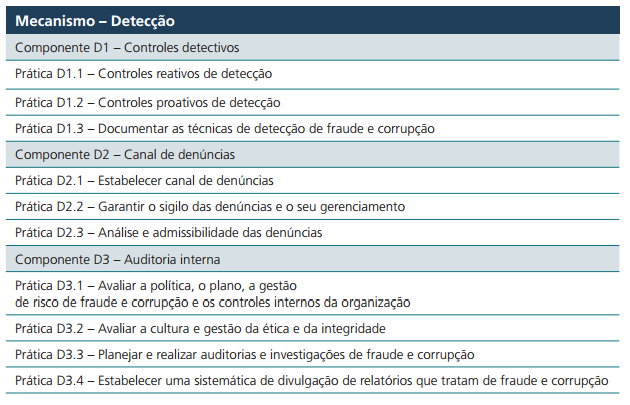 Mecanismo – Detecção
Componente D1 – Controles detectivos
Prática D1.1 – Controles reativos de detecção
Prática D1.2 – Controles proativos de detecção
Prática D1.3 – Documentar as técnicas de detecção de fraude e corrupção
Componente D2 – Canal de denúncias
Prática D2.1 – Estabelecer canal de denúncias
Prática D2.2 – Garantir o sigilo das denúncias e o seu gerenciamento
Prática D2.3 – Análise e admissibilidade das denúncias
Componente D3 – Auditoria interna
Prática D3.1 – Avaliar a política, o plano, a gestão
de risco de fraude e corrupção e os controles internos da organização
Prática D3.2 – Avaliar a cultura e gestão da ética e da integridade
Prática D3.3 – Planejar e realizar auditorias e investigações de fraude e corrupção
Prática D3.4 – Estabelecer uma sistemática de divulgação de relatórios que tratam de fraude e corrupção